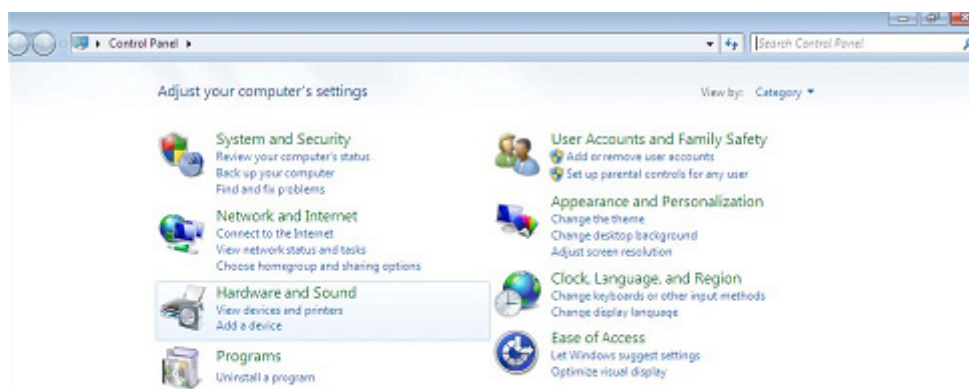 Control Panel
Search Control Panel
Adjust your computer's settings
View by: Category
System and Security
Review your computer's status
Back up your computer
Find and fix problems
Network and Internet
Connect to the Internet
View network status and tasks
Choose homegroup and sharing options
Hardware and Sound
View devices and printers
Add a device
Programs
Uninstall a program
User Accounts and Family Safety
Add or remove user accounts
Set up parental controls for any user
Appearance and Personalization
Change the theme
Change desktop background
Adjust screen resolution
Clock, Language, and Region
Change keyboards or other input methods
Change display language
Ease of Access
Let Windows suggest settings
Optimize visual display